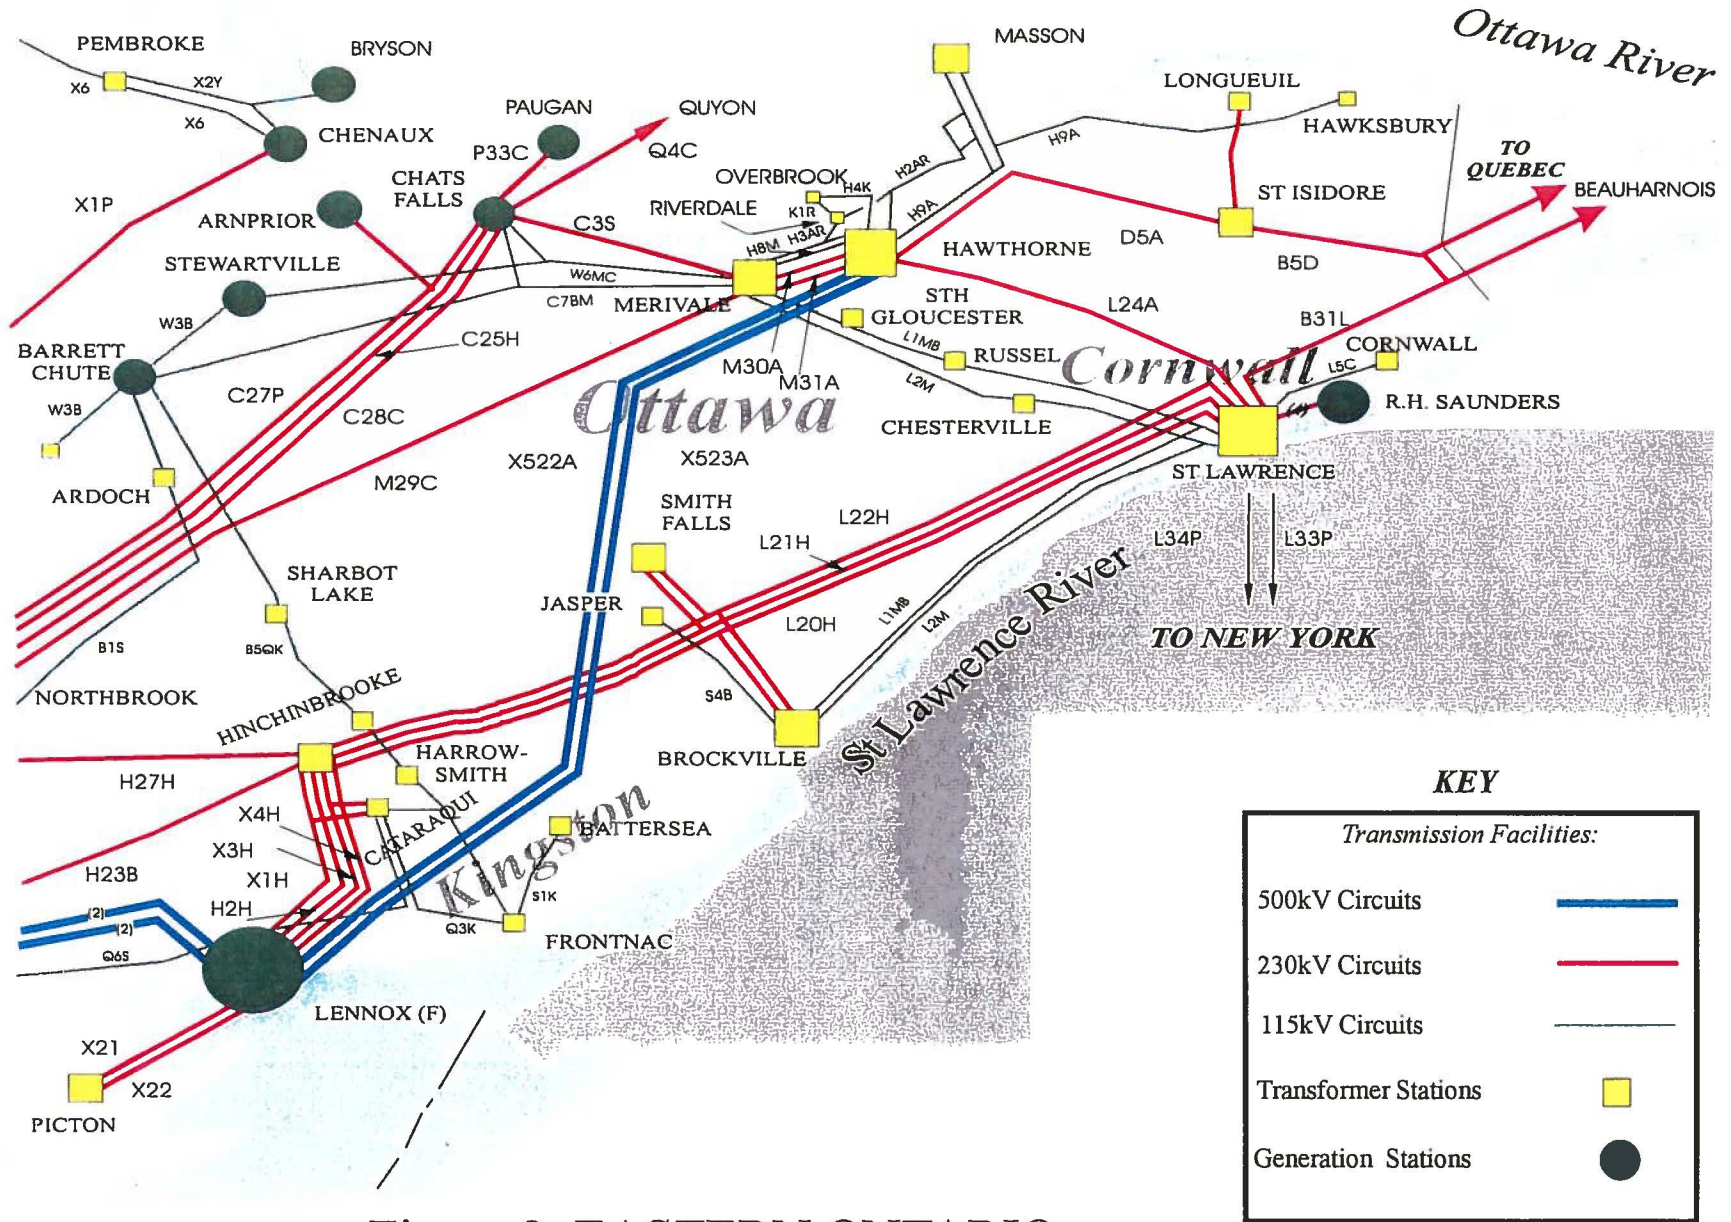 Ottawa River
PEMBROKE
BRYSON
MASSON
X6
X2Y
X6
CHENAUX
PAUGAN
QUYON
LONGUEUIL
HAWKSBURY
P33C
Q4C
H9A
TO
QUEBEC
BEAUHARNOIS
X1P
CHATS
FALLS
OVERBROOK
H4K
H2AR
ST ISIDORE
ARNPRIOR
RIVERDALE
K1R
H9A
C3S
H8M
H3AR
HAWTHORNE
D5A
B5D
STEWARTVILLE
W6MC
C7BM
MERIVALE
STH
GLOUCESTER
L24A
B31L
W3B
BARRETT
CHUTE
C25H
L1MB
RUSSEL
CORNWALL
M30A
M31A
L2M
Cornwall
L5C
W3B
C27P
C28C
Ottawa
CHESTERVILLE
(4)
R.H. SAUNDERS
X522A
X523A
ST LAWRENCE
ARDOCH
M29C
SMITH
FALLS
L22H
L21H
L34P
L33P
SHARBOT
LAKE
JASPER
L20H
L1MB
L2M
St Lawrence River
TO NEW YORK
B1S
B5QK
NORTHBROOK
S4B
HINCHINBROOKE
HARROW-
SMITH
BROCKVILLE
H27H
X4H
CATARAQUI
Kingston
BATTERSEA
X3H
H23B
X1H
H2H
S1K
(2)
(2)
Q3K
Q6S
FRONTNAC
LENNOX (F)
X21
X22
PICTON
KEY
Transmission Facilities:
500kV Circuits
230kV Circuits
115kV Circuits
Transformer Stations
Generation Stations